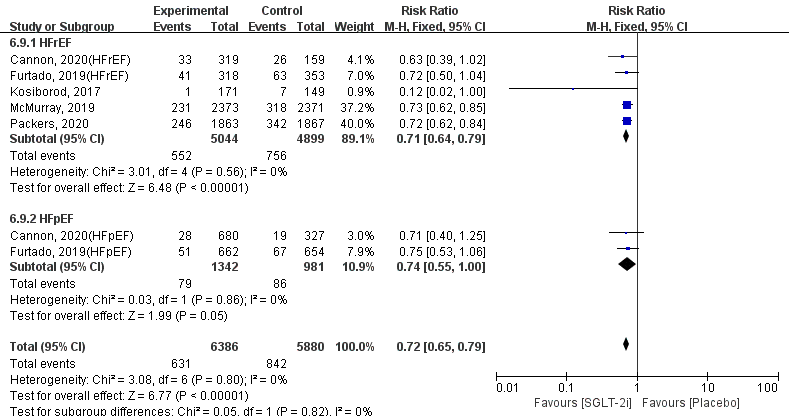 Experimental Control Risk Ratio Risk Ratio
Study or Subgroup Events Total Events Total Weight M-H, Fixed, 95% CI M-H, Fixed, 95% CI
6.9.1 HFrEF
Cannon, 2020(HFrEF) 33 319 26 159 4.1% 0.63 [0.39, 1.02]
Furtado, 2019(HFrEF) 41 318 63 353 7.0% 0.72 [0.50, 1.04]
Kosiborod, 2017 1 171 7 149 0.9% 0.12 [0.02, 1.00]
McMurray, 2019 231 2373 318 2371 37.2% 0.73 [0.62, 0.85]
Packers, 2020 246 1863 342 1867 40.0% 0.72 [0.62, 0.84]
Subtotal (95% CI) 5044 4899 89.1% 0.71 [0.64, 0.79]
Total events 552 756
Heterogeneity: Chi² = 3.01, df = 4 (P = 0.56); I² = 0%
Test for overall effect: Z = 6.48 (P < 0.00001)
6.9.2 HFpEF
Cannon, 2020(HFpEF) 28 680 19 327 3.0% 0.71 [0.40, 1.25]
Furtado, 2019(HFpEF) 51 662 67 654 7.9% 0.75 [0.53, 1.06]
Subtotal (95% CI) 1342 981 10.9% 0.74 [0.55, 1.00]
Total events 79 86
Heterogeneity: Chi² = 0.03, df = 1 (P = 0.86); I² = 0%
Test for overall effect: Z = 1.99 (P = 0.05)
Total (95% CI) 6386 5880 100.0% 0.72 [0.65, 0.79]
Total events 631 842
Heterogeneity: Chi² = 3.08, df = 6 (P = 0.80); I² = 0%
Test for overall effect: Z = 6.77 (P < 0.00001)
Test for subgroup differences: Chi² = 0.05, df = 1 (P = 0.82), I² = 0%
0.01 0.1 1 10 100
Favours [SGLT-2i] Favours [Placebo]